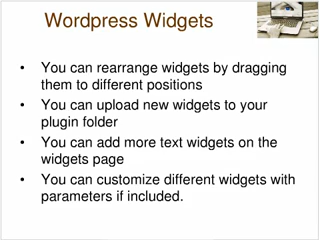 Wordpress Widgets
• You can rearrange widgets by dragging
them to different positions
• You can upload new widgets to your
plugin folder
• You can add more text widgets on the
widgets page
• You can customize different widgets with
parameters if included.